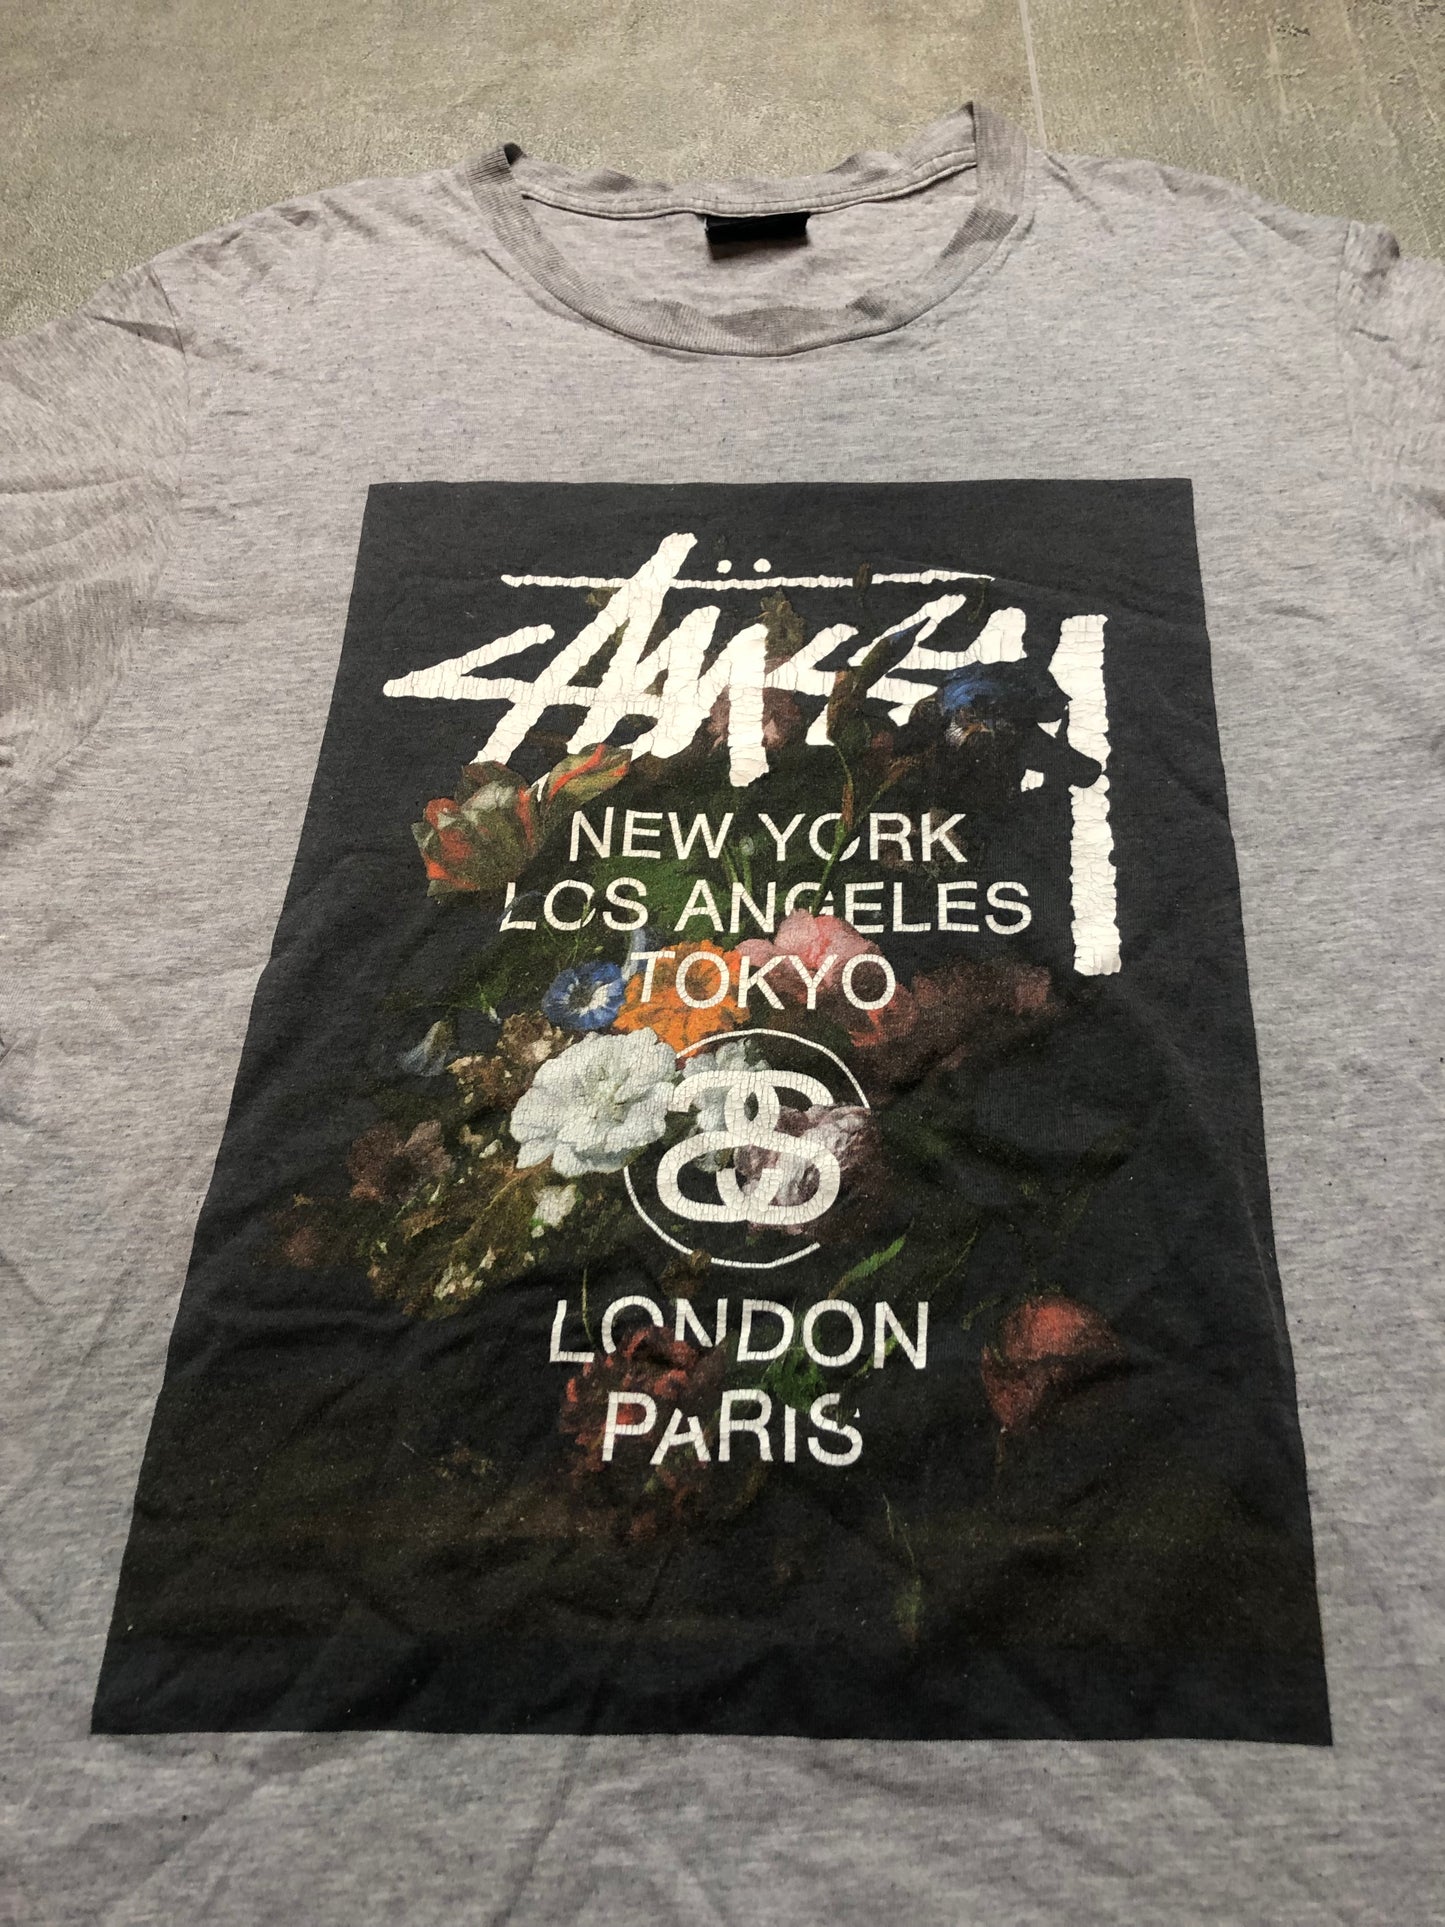 Stüssy
NEW YORK
LOS ANGELES
TOKYO
LONDON
PARIS